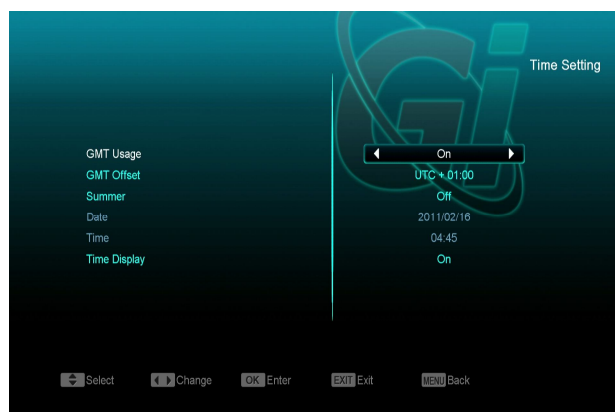 Gi
Time Setting
GMT Usage On
GMT Offset UTC + 01:00
Summer Off
Date 2011/02/16
Time 04:45
Time Display On
Select Change OK Enter EXIT Exit MENU Back